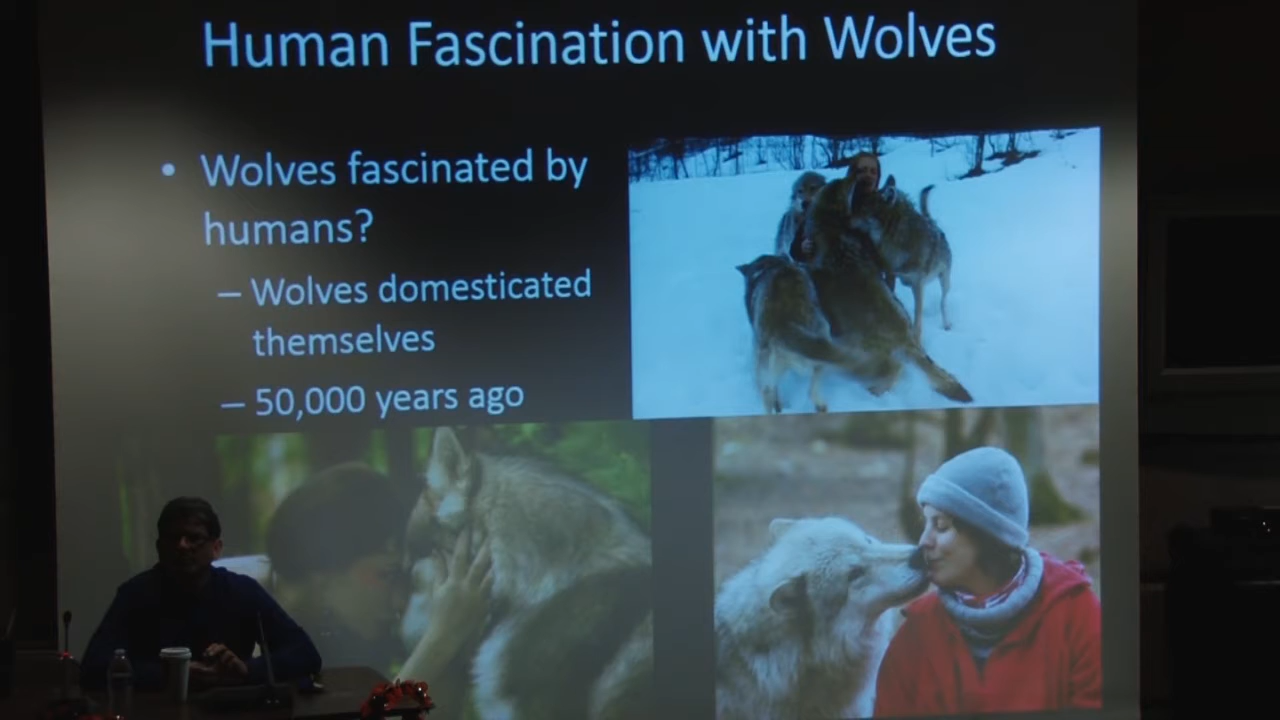 Human Fascination with Wolves
• Wolves fascinated by
humans?
– Wolves domesticated
themselves
– 50,000 years ago